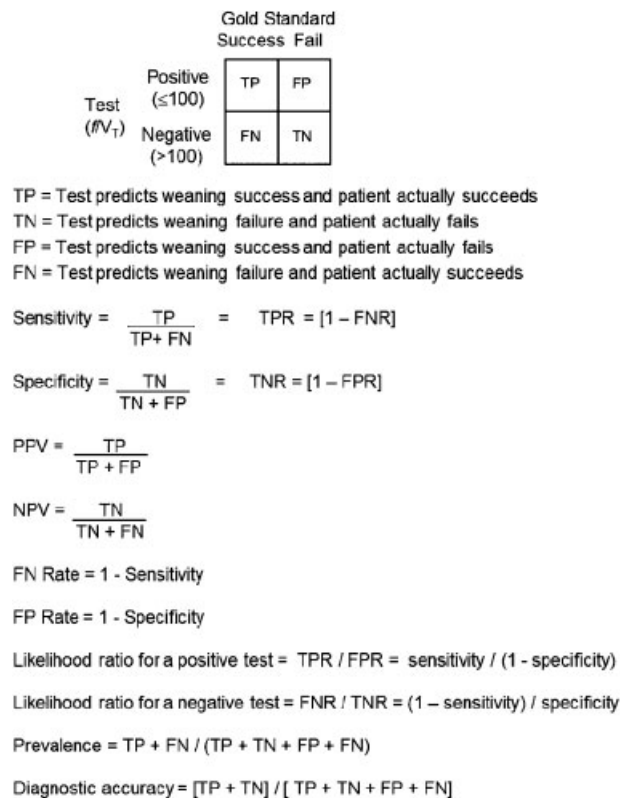 Gold Standard
Success Fail
Positive
(≤100)
TP FP
Test
(f/VT)
Negative
(>100)
FN TN
TP = Test predicts weaning success and patient actually succeeds
TN = Test predicts weaning failure and patient actually fails
FP = Test predicts weaning success and patient actually fails
FN = Test predicts weaning failure and patient actually succeeds
Sensitivity = TP / TP+ FN = TPR = [1 – FNR]
Specificity = TN / TN + FP = TNR = [1 – FPR]
PPV = TP / TP + FP
NPV = TN / TN + FN
FN Rate = 1 - Sensitivity
FP Rate = 1 - Specificity
Likelihood ratio for a positive test = TPR / FPR = sensitivity / (1 - specificity)
Likelihood ratio for a negative test = FNR / TNR = (1 – sensitivity) / specificity
Prevalence = TP + FN / (TP + TN + FP + FN)
Diagnostic accuracy = [TP + TN] / [ TP + TN + FP + FN]